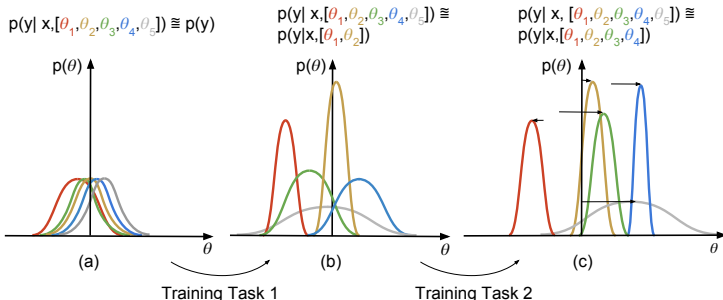 p(y| x,[θ1,θ2,θ3,θ4,θ5]) ≊ p(y)
p(θ)
θ
(a)
p(y| x,[θ1,θ2,θ3,θ4,θ5]) ≊
p(y|x,[θ1,θ2])
p(θ)
θ
(b)
p(y| x, [θ1,θ2,θ3,θ4,θ5]) ≊
p(y|x,[θ1,θ2,θ3,θ4])
p(θ)
θ
(c)
Training Task 1
Training Task 2